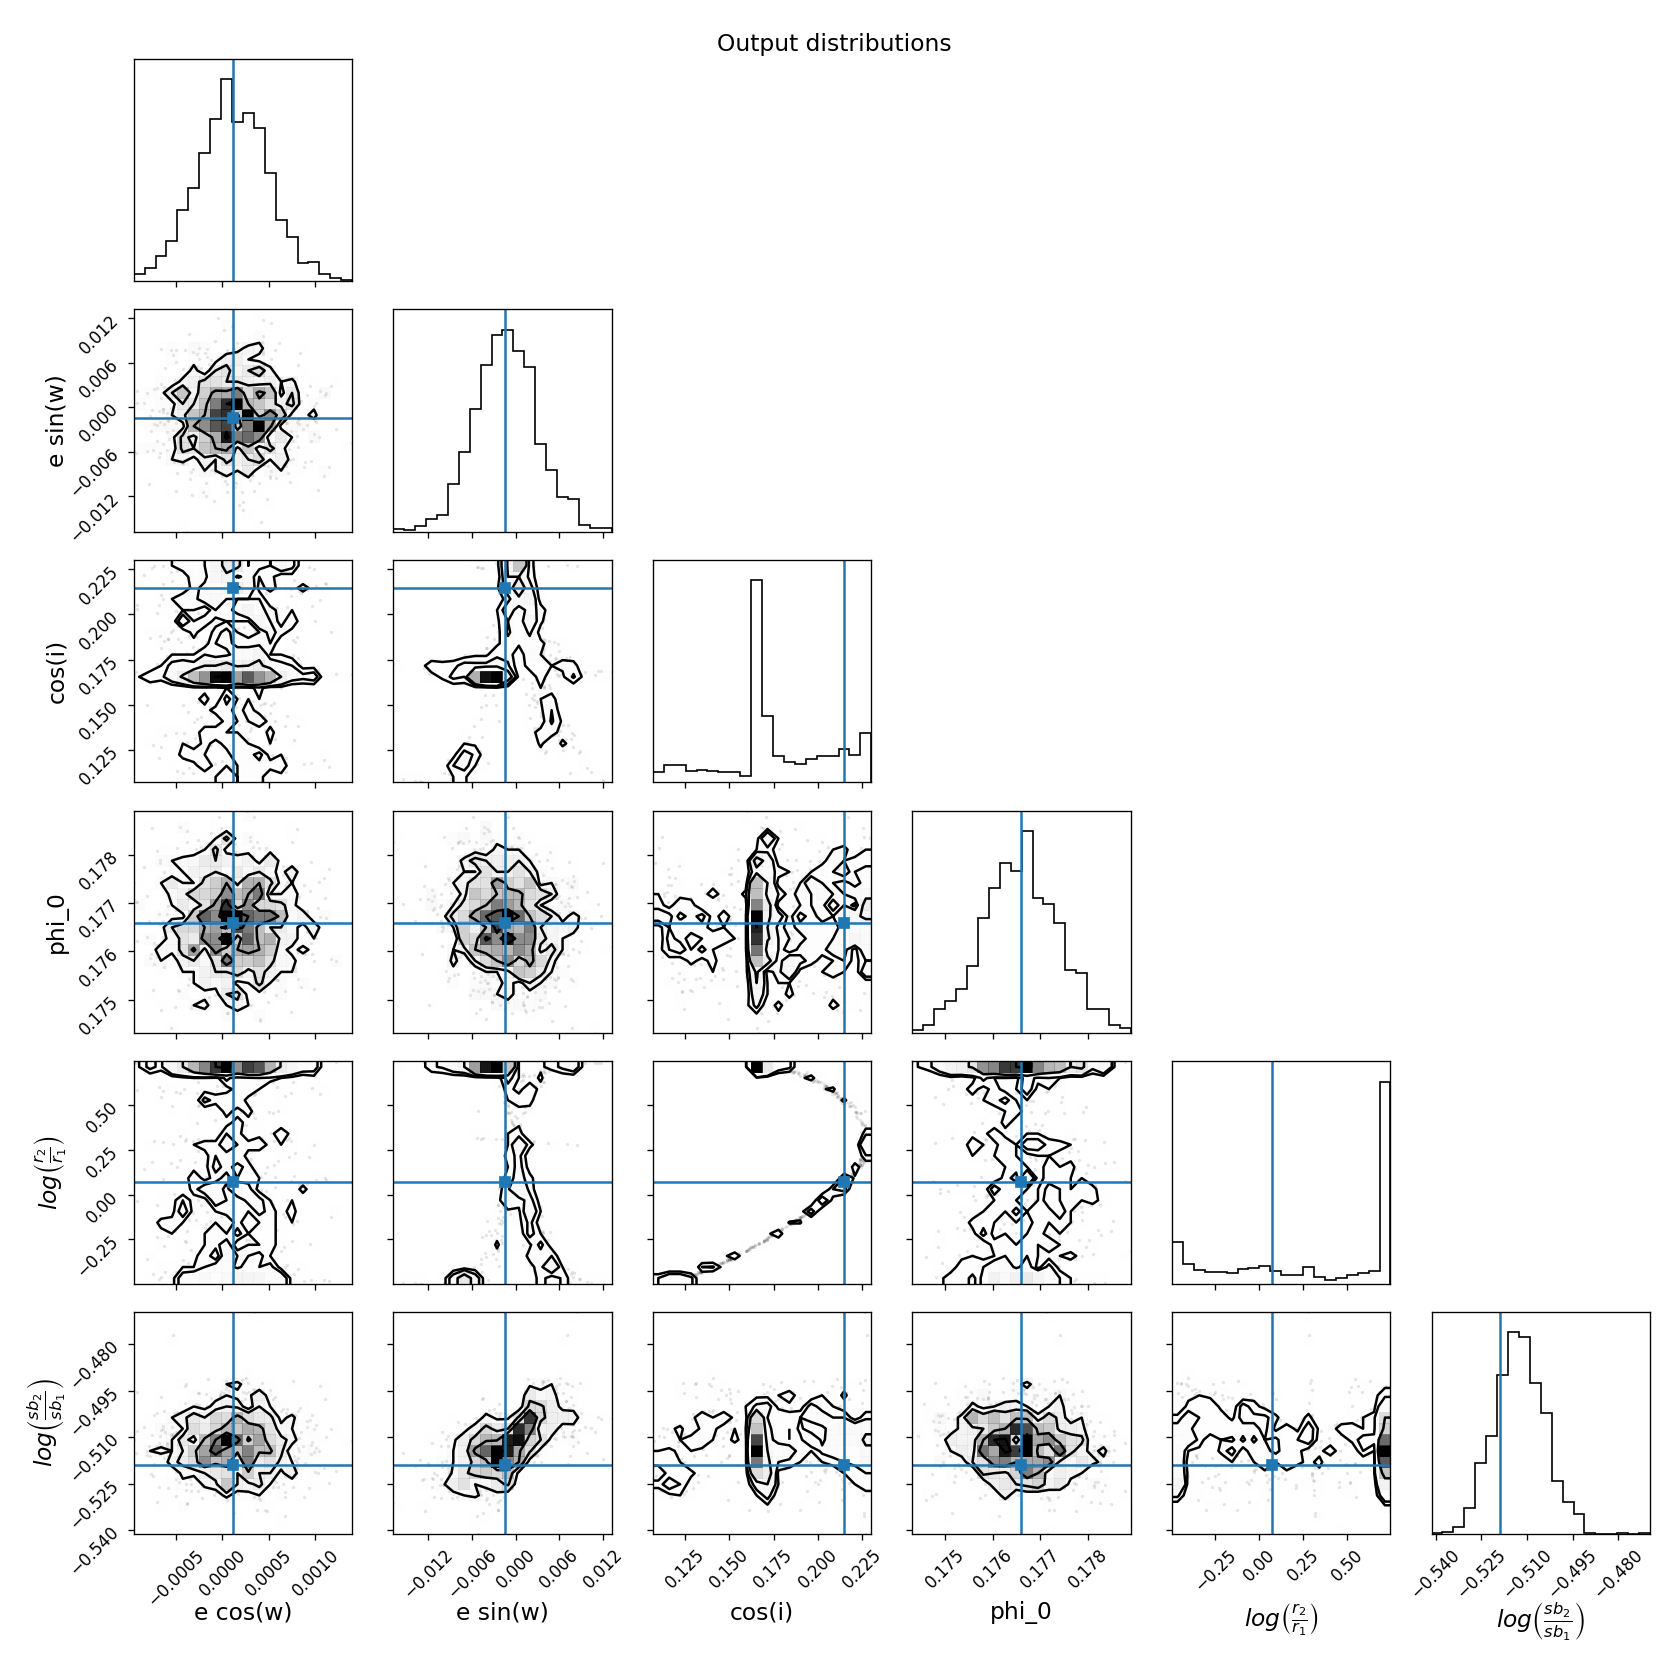 Output distributions
0.012
0.006
0.000
−0.006
−0.012
e sin(w)
0.225
0.200
0.175
0.150
0.125
cos(i)
0.178
0.177
0.176
0.175
phi_0
0.50
0.25
0.00
−0.25
log(r₂/r₁)
−0.480
−0.495
−0.510
−0.525
−0.540
log(sb₂/sb₁)
−0.0005 0.0000 0.0005 0.0010
e cos(w)
−0.012 −0.006 0.000 0.006 0.012
e sin(w)
0.125 0.150 0.175 0.200 0.225
cos(i)
0.175 0.176 0.177 0.178
phi_0
−0.25 0.00 0.25 0.50
log(r₂/r₁)
−0.540 −0.525 −0.510 −0.495 −0.480
log(sb₂/sb₁)